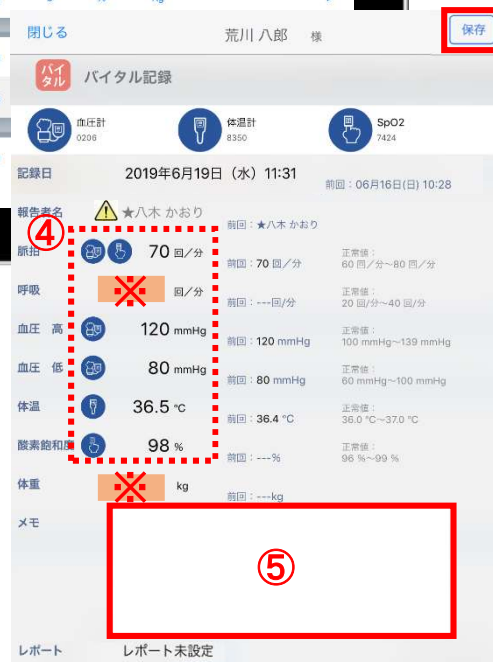 閉じる 荒川 八郎 様 保存
バイタル バイタル記録
血圧計 体温計 SpO2
0206 8350 7424
記録日 2019年6月19日（水）11:31 前回：06月16日(日) 10:28
報告者名 ★八木 かおり 前回：★八木 かおり
④
脈拍 70 回／分 前回：70 回／分 正常値： 60 回／分～80 回／分
呼吸 ※ 回／分 前回：---回/分 正常値： 20 回/分～40 回/分
血圧 高 120 mmHg 前回：120 mmHg 正常値： 100 mmHg～139 mmHg
血圧 低 80 mmHg 前回：80 mmHg 正常値： 60 mmHg～100 mmHg
体温 36.5 ℃ 前回：36.4 ℃ 正常値： 36.0 ℃～37.0 ℃
酸素飽和度 98 % 前回：---% 正常値： 96 %～99 %
体重 ※ kg 前回：---kg
メモ
⑤
レポート レポート未設定